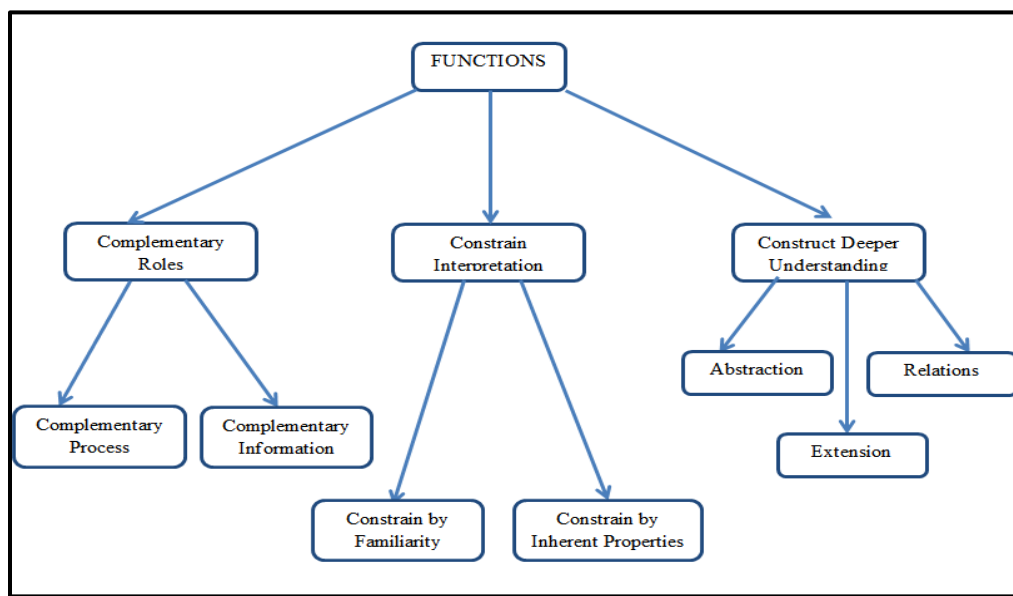 FUNCTIONS
Complementary
Roles
Constrain
Interpretation
Construct Deeper
Understanding
Abstraction
Relations
Complementary
Process
Complementary
Information
Extension
Constrain by
Familiarity
Constrain by
Inherent Properties